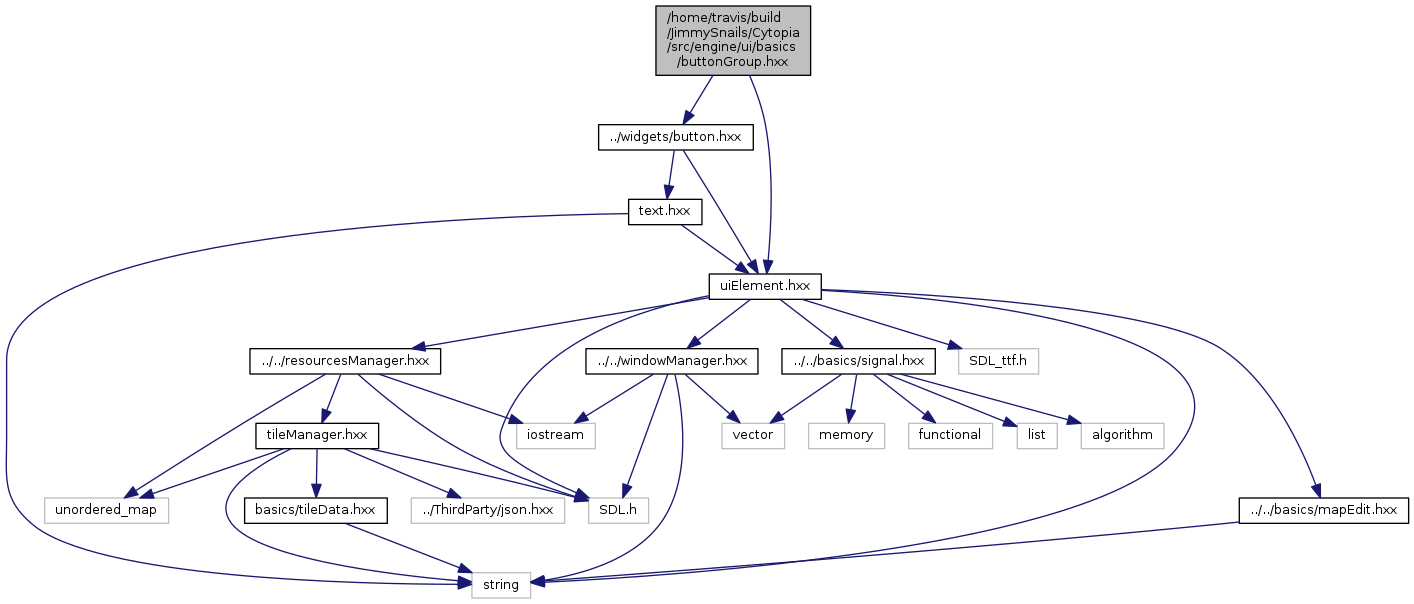 /home/travis/build
/JimmySnails/Cytopia
/src/engine/ui/basics
/buttonGroup.hxx
../widgets/button.hxx
text.hxx
uiElement.hxx
../../resourcesManager.hxx
../../windowManager.hxx
../../basics/signal.hxx
SDL_ttf.h
tileManager.hxx
iostream
vector
memory
functional
list
algorithm
unordered_map
basics/tileData.hxx
../ThirdParty/json.hxx
SDL.h
../../basics/mapEdit.hxx
string